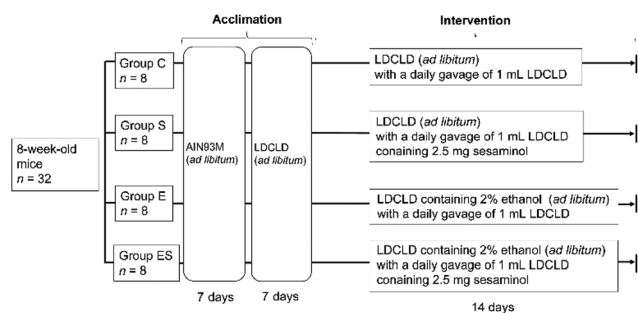 Acclimation
Intervention
8-week-old
mice
n = 32
Group C
n = 8
Group S
n = 8
Group E
n = 8
Group ES
n = 8
AIN93M
(ad libitum)
LDCLD
(ad libitum)
LDCLD (ad libitum)
with a daily gavage of 1 mL LDCLD
LDCLD (ad libitum)
with a daily gavage of 1 mL LDCLD
conaining 2.5 mg sesaminol
LDCLD containing 2% ethanol (ad libitum)
with a daily gavage of 1 mL LDCLD
LDCLD containing 2% ethanol (ad libitum)
with a daily gavage of 1 mL LDCLD
conaining 2.5 mg sesaminol
7 days
7 days
14 days